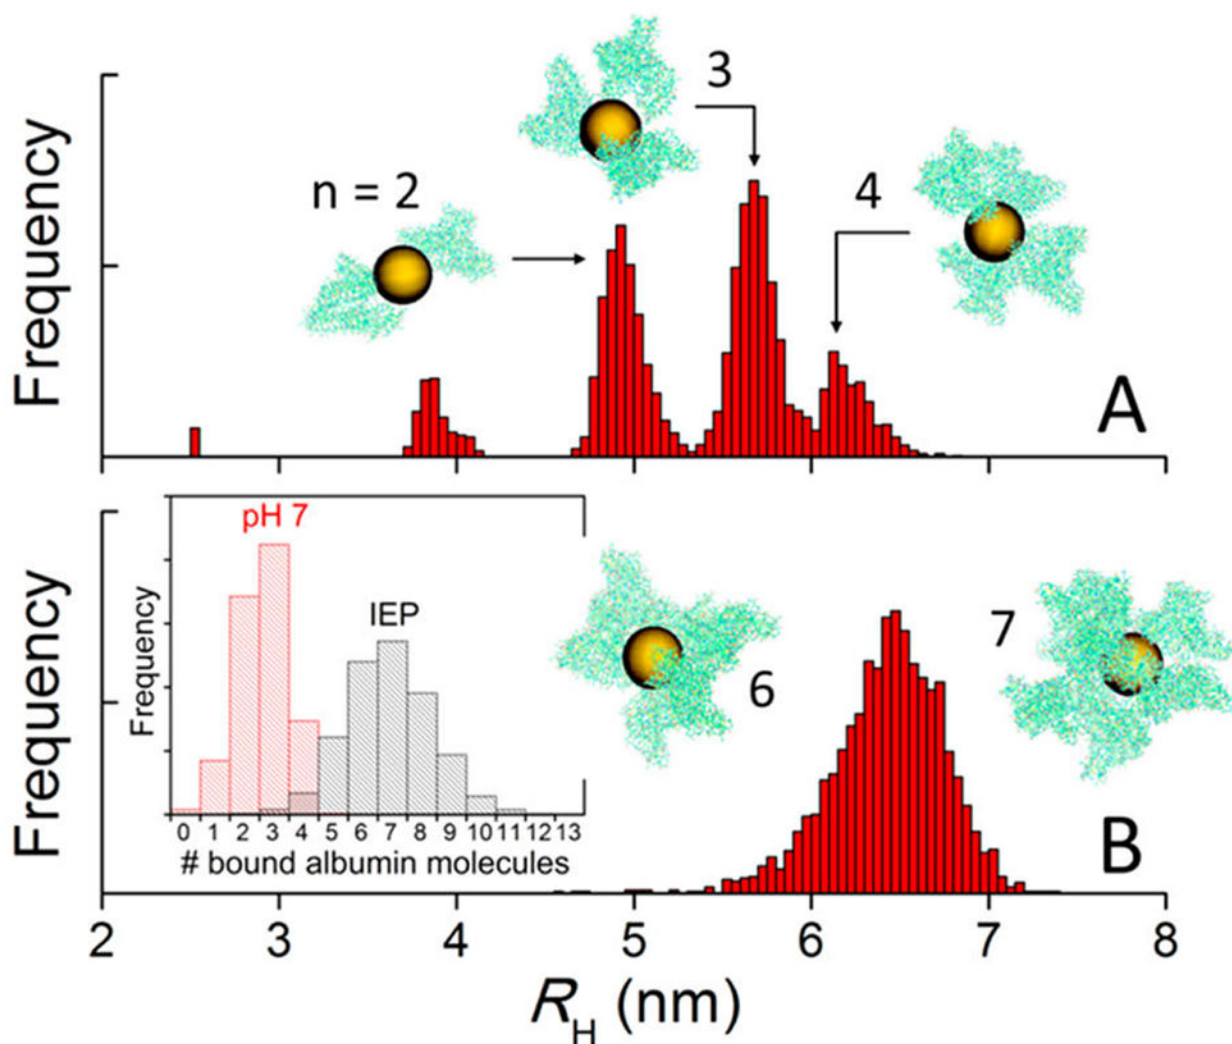 Frequency
n = 2
3
4
A
Frequency
pH 7
IEP
Frequency
0 1 2 3 4 5 6 7 8 9 10 11 12 13
# bound albumin molecules
6
7
B
2 3 4 5 6 7 8
RH (nm)